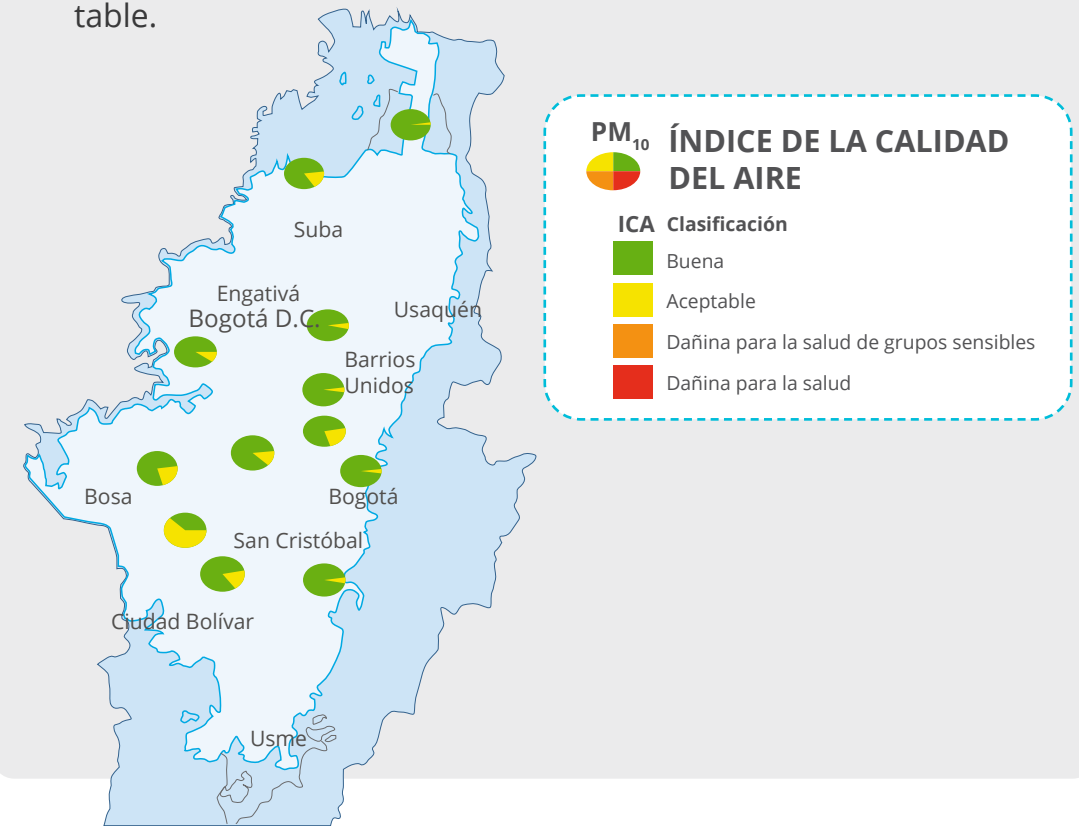 table.
PM10 ÍNDICE DE LA CALIDAD
DEL AIRE
ICA Clasificación
Buena
Aceptable
Dañina para la salud de grupos sensibles
Dañina para la salud
Suba
Engativá
Bogotá D.C.
Usaquén
Barrios
Unidos
Bosa
Bogotá
San Cristóbal
Ciudad Bolívar
Usme